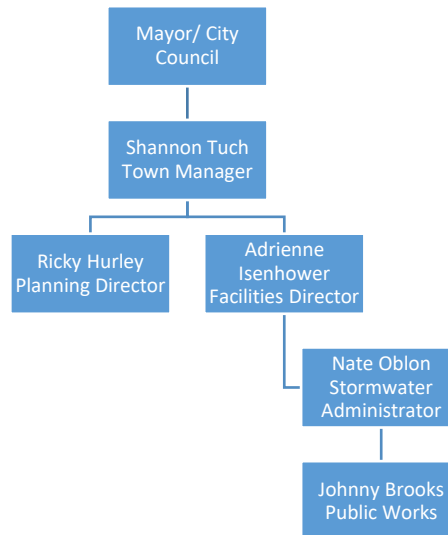 Mayor/ City
Council
Shannon Tuch
Town Manager
Ricky Hurley
Planning Director
Adrienne
Isenhower
Facilities Director
Nate Oblon
Stormwater
Administrator
Johnny Brooks
Public Works